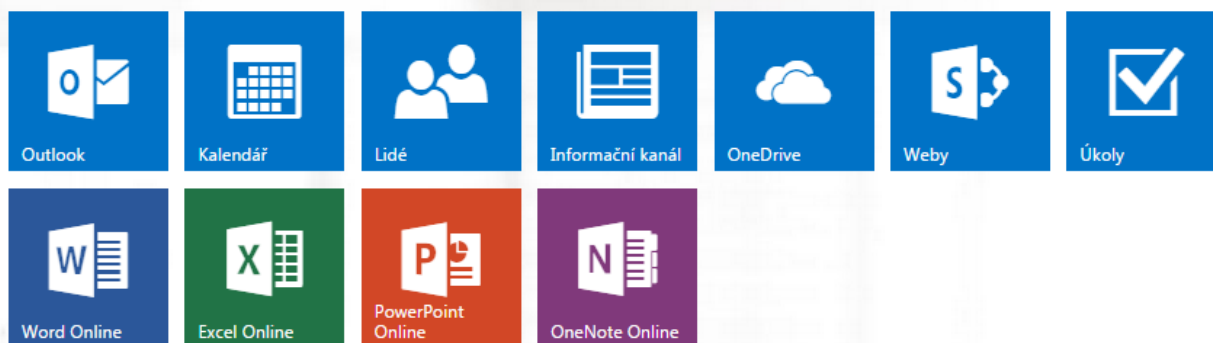 Outlook
Kalendář
Lidé
Informační kanál
OneDrive
Weby
Úkoly
Word Online
Excel Online
PowerPoint
Online
OneNote Online